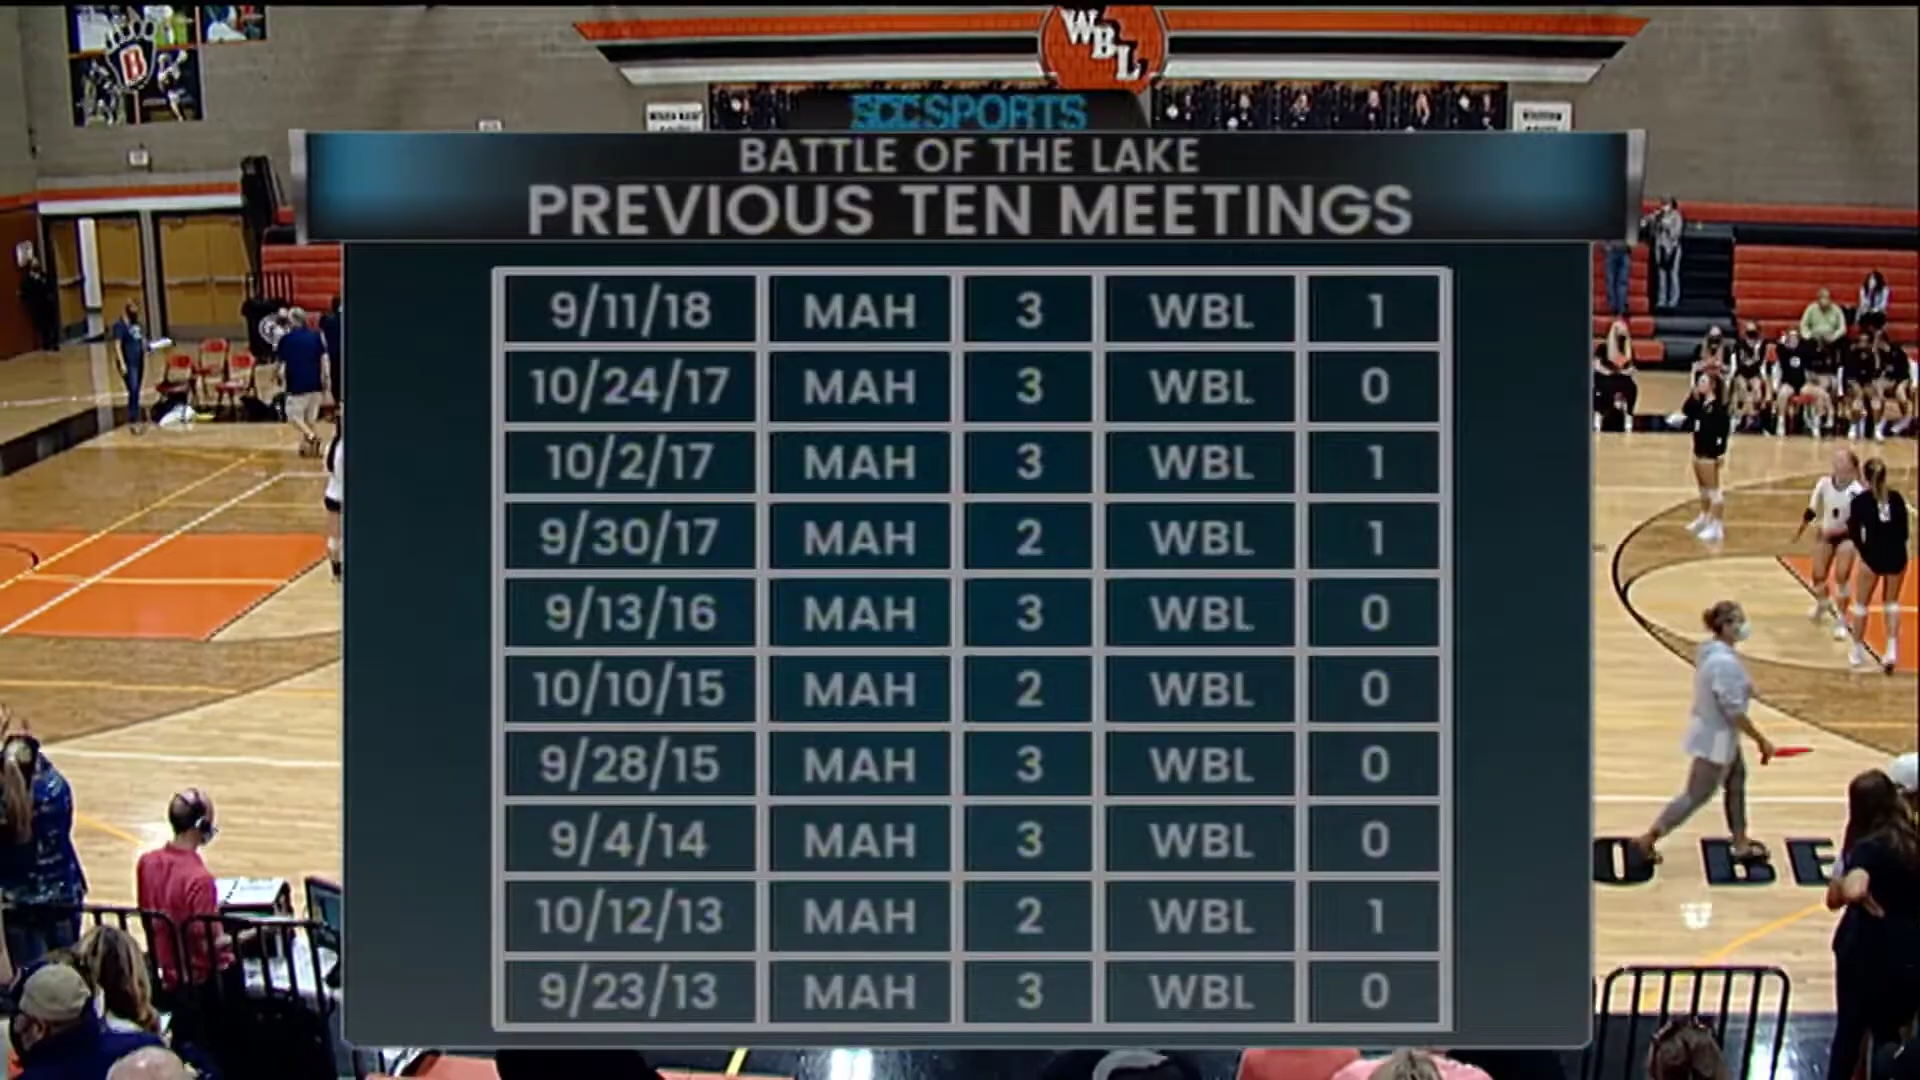 B
WBL
SCC SPORTS
BATTLE OF THE LAKE
PREVIOUS TEN MEETINGS
9/11/18 MAH 3 WBL 1
10/24/17 MAH 3 WBL 0
10/2/17 MAH 3 WBL 1
9/30/17 MAH 2 WBL 1
9/13/16 MAH 3 WBL 0
10/10/15 MAH 2 WBL 0
9/28/15 MAH 3 WBL 0
9/4/14 MAH 3 WBL 0
10/12/13 MAH 2 WBL 1
9/23/13 MAH 3 WBL 0